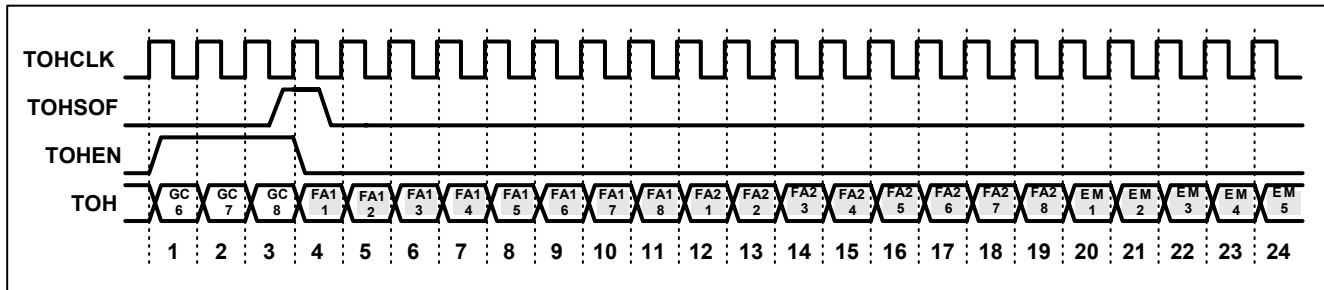 TOHCLK
TOHSOF
TOHEN
TOH GC 6 GC 7 GC 8 FA1 1 FA1 2 FA1 3 FA1 4 FA1 5 FA1 6 FA1 7 FA1 8 FA2 1 FA2 2 FA2 3 FA2 4 FA2 5 FA2 6 FA2 7 FA2 8 EM 1 EM 2 EM 3 EM 4 EM 5
1 2 3 4 5 6 7 8 9 10 11 12 13 14 15 16 17 18 19 20 21 22 23 24